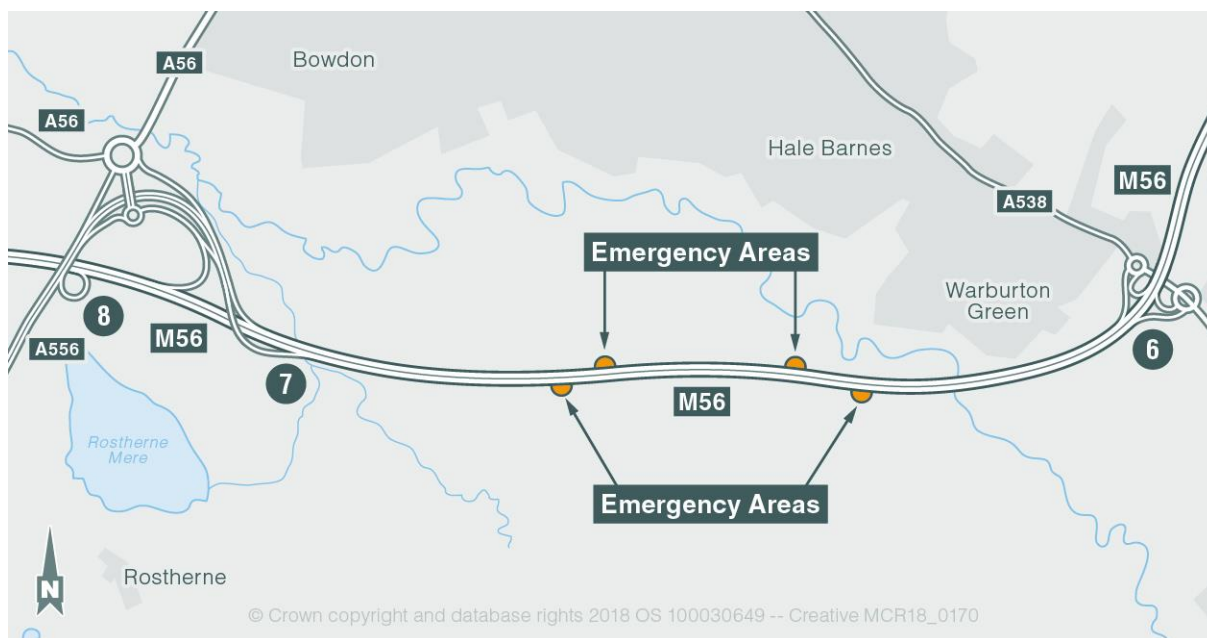 A56
Bowdon
A56
Hale Barnes
M56
A538
Emergency Areas
Warburton
Green
8
M56
A556
7
M56
6
Rostherne
Mere
Emergency Areas
N
Rostherne
© Crown copyright and database rights 2018 OS 100030649 -- Creative MCR18_0170